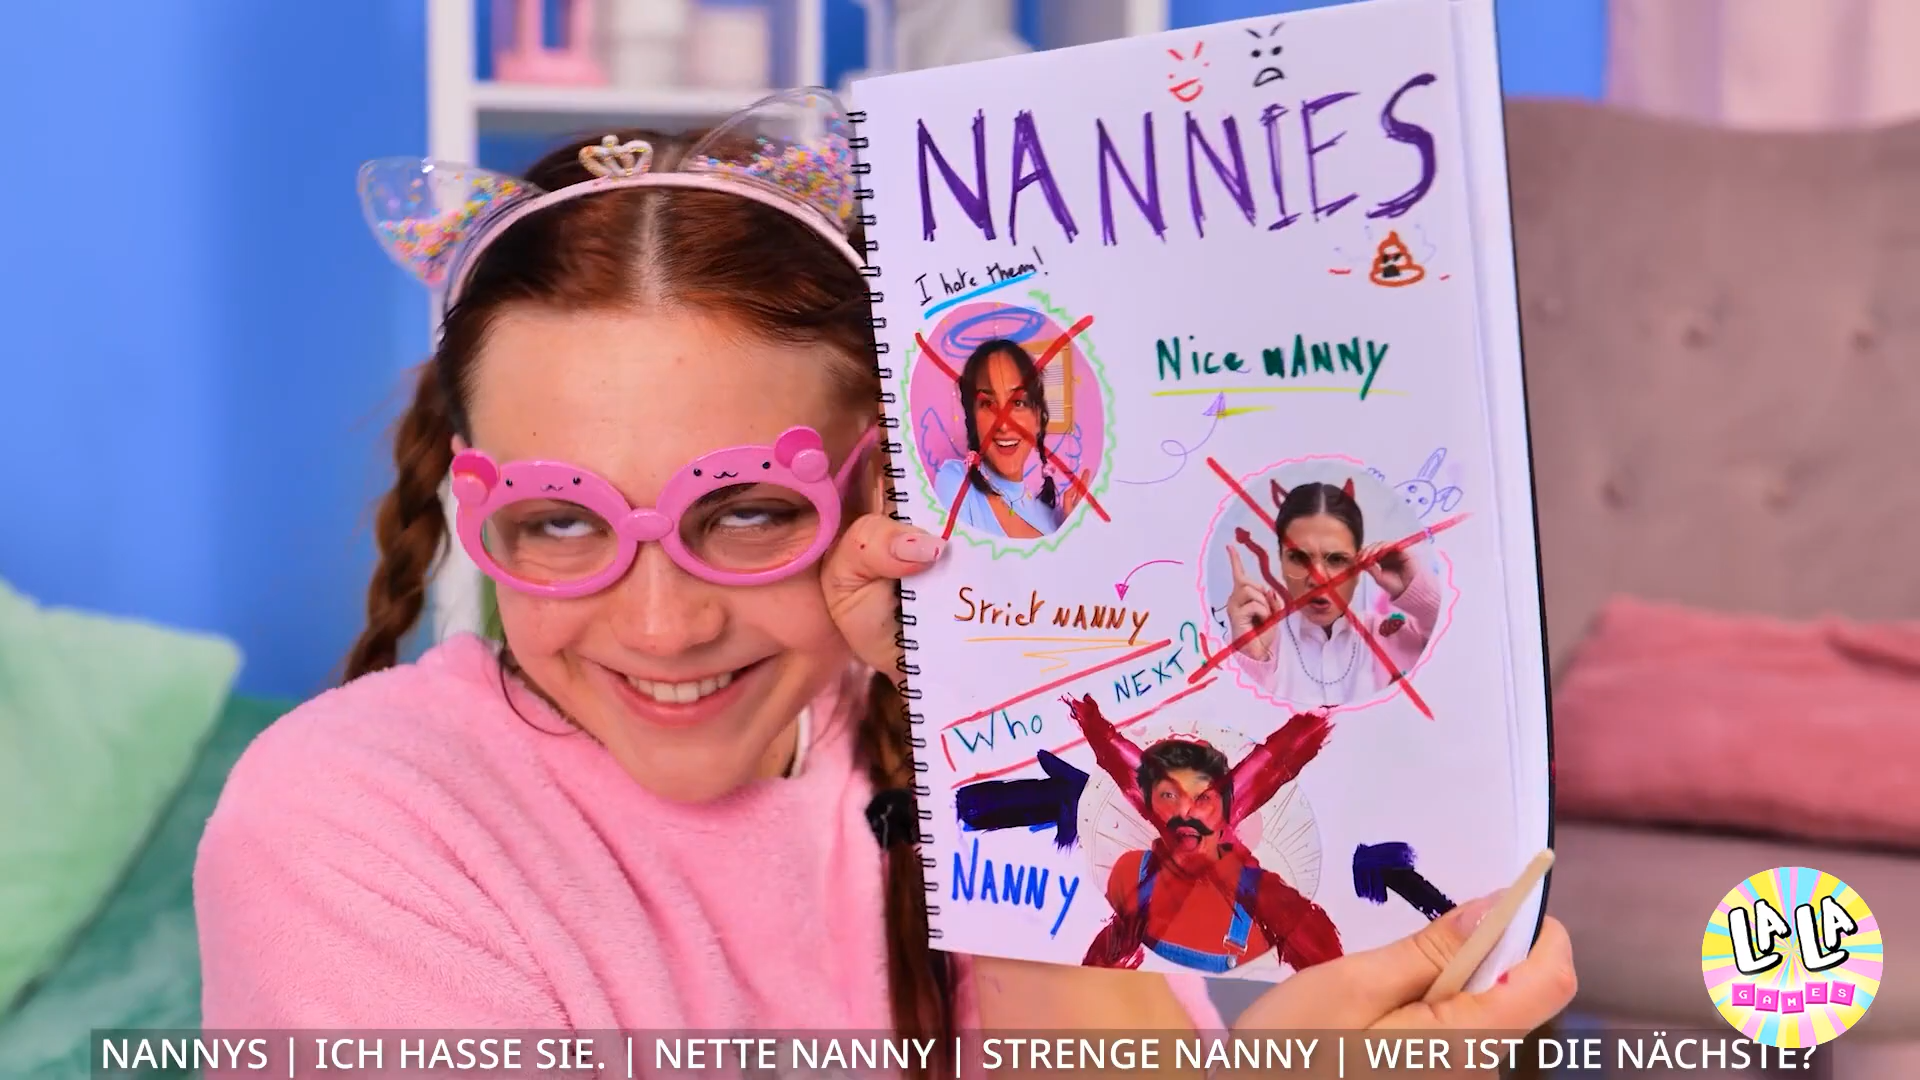 NANNIES
I hate them!
Nice NANNY
Strict NANNY
Who NEXT?
NANNY
LA LA
GAMES
NANNYS | ICH HASSE SIE. | NETTE NANNY | STRENGE NANNY | WER IST DIE NÄCHSTE?